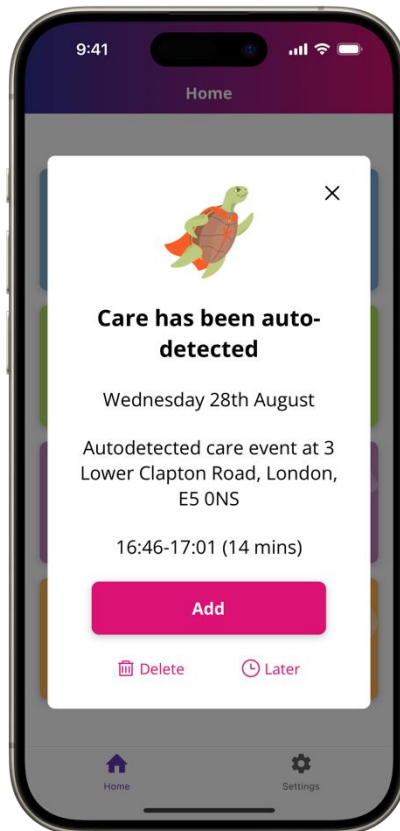 9:41
Home
Care has been auto-
detected
Wednesday 28th August
Autodetected care event at 3
Lower Clapton Road, London,
E5 0NS
16:46-17:01 (14 mins)
Add
Delete Later
Home Settings